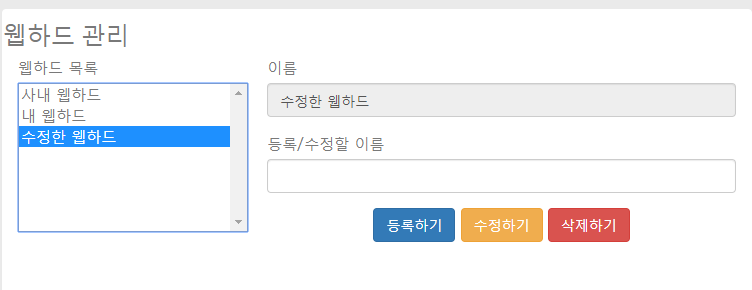 웹하드 관리
웹하드 목록
사내 웹하드
내 웹하드
수정한 웹하드
이름
수정한 웹하드
등록/수정할 이름
등록하기 수정하기 삭제하기